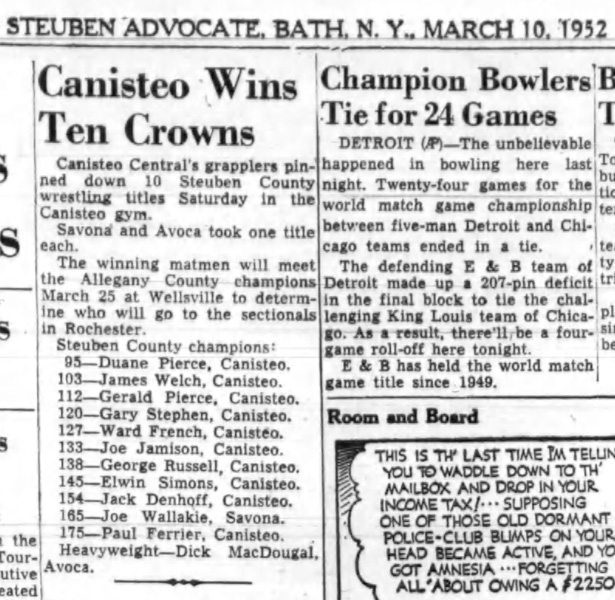 STEUBEN ADVOCATE, BATH, N. Y., MARCH 10, 1952
Canisteo Wins
Ten Crowns
Canisteo Central's grapplers pin-
ned down 10 Steuben County
wrestling titles Saturday in the
Canisteo gym.
Savona and Avoca took one title
each.
The winning matmen will meet
the Allegany County champions
March 25 at Wellsville to determ-
ine who will go to the sectionals
in Rochester.
Steuben County champions:
95—Duane Pierce, Canisteo.
103—James Welch, Canisteo.
112—Gerald Pierce, Canisteo.
120—Gary Stephen, Canisteo.
127—Ward French, Canisteo.
133—Joe Jamison, Canisteo.
138—George Russell, Canisteo.
145—Elwin Simons, Canisteo.
154—Jack Denhoff, Canisteo.
165—Joe Wallakie, Savona.
175—Paul Ferrier, Canisteo.
Heavyweight—Dick MacDougal,
Avoca.
Champion Bowlers
Tie for 24 Games
DETROIT (AP)—The unbelievable
happened in bowling here last
night. Twenty-four games for the
world match game championship
between five-man Detroit and Chi-
cago teams ended in a tie.
The defending E & B team of
Detroit made up a 207-pin deficit
in the final block to tie the chal-
lenging King Louis team of Chica-
go. As a result, there'll be a four-
game roll-off here tonight.
E & B has held the world match
game title since 1949.
Room and Board
THIS IS TH' LAST TIME I'M TELLIN
YOU TO WADDLE DOWN TO TH'
MAILBOX AND DROP IN YOUR
INCOME TAX!... SUPPOSING
ONE OF THOSE OLD DORMANT
POLICE-CLUB BUMPS ON YOUR
HEAD BECAME ACTIVE, AND YO
GOT AMNESIA ... FORGETTING
ALL ABOUT OWING A $2250